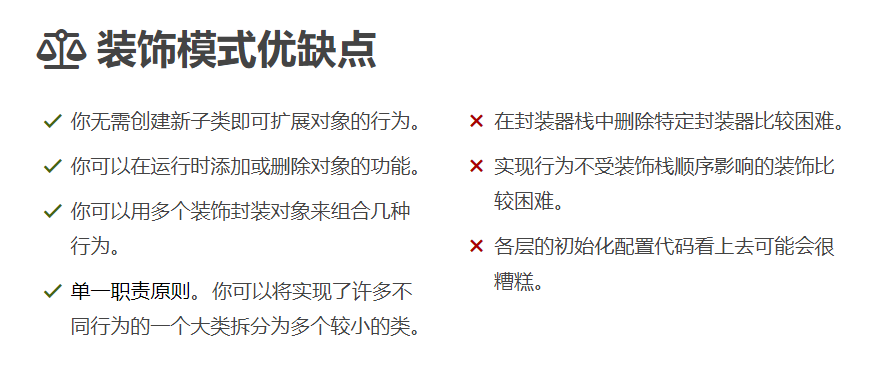 装饰模式优缺点
你无需创建新子类即可扩展对象的行为。
你可以在运行时添加或删除对象的功能。
你可以用多个装饰封装对象来组合几种
行为。
单一职责原则。你可以将实现了许多不
同行为的一个大类拆分为多个较小的类。
在封装器栈中删除特定封装器比较困难。
实现行为不受装饰栈顺序影响的装饰比
较困难。
各层的初始化配置代码看上去可能会很
糟糕。